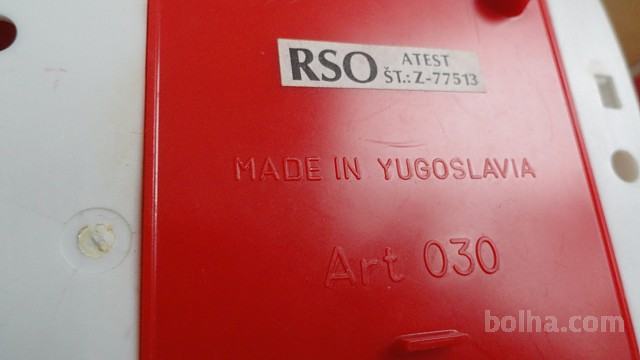 RSO ATEST
ŠT.: Z-77513
MADE IN YUGOSLAVIA
Art 030
bolha.com